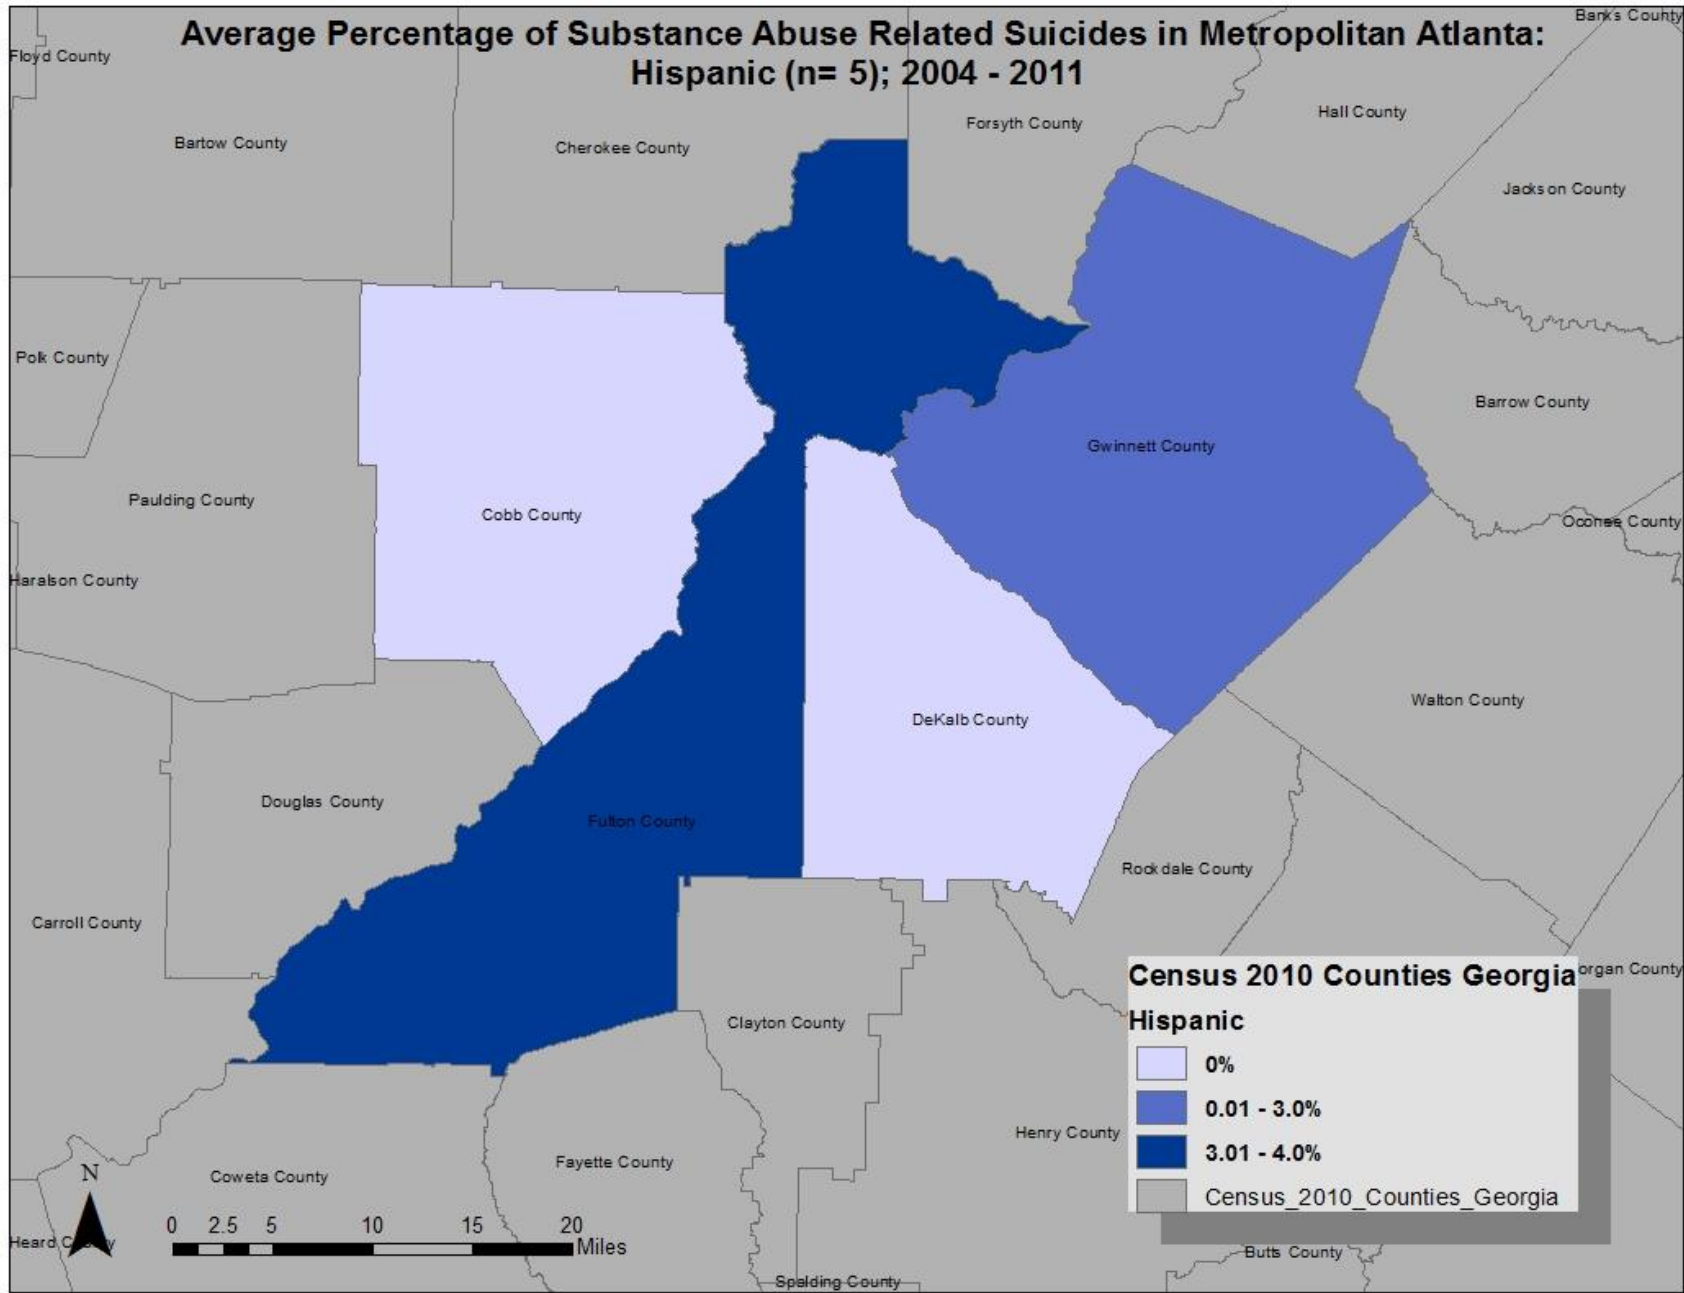 Average Percentage of Substance Abuse Related Suicides in Metropolitan Atlanta:
Hispanic (n= 5); 2004 - 2011
Banks County
Floyd County
Bartow County
Cherokee County
Forsyth County
Hall County
Jackson County
Polk County
Barrow County
Gwinnett County
Paulding County
Cobb County
Oconee County
Haralson County
DeKalb County
Walton County
Douglas County
Fulton County
Rockdale County
Carroll County
organ County
Clayton County
Henry County
Fayette County
Coweta County
Heard County
Spalding County
Butts County
Census 2010 Counties Georgia
Hispanic
0%
0.01 - 3.0%
3.01 - 4.0%
Census_2010_Counties_Georgia
N
0 2.5 5 10 15 20
Miles